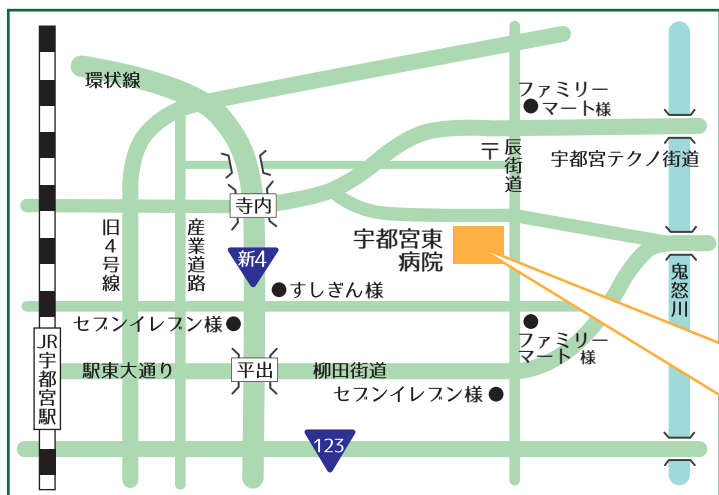 環状線
ファミリー
マート様
〒
辰街道
宇都宮テクノ街道
寺内
旧4号線
産業道路
新4
宇都宮東
病院
すしぎん様
鬼怒川
セブンイレブン様
ファミリー
マート 様
JR宇都宮駅
駅東大通り
平出
柳田街道
セブンイレブン様
123